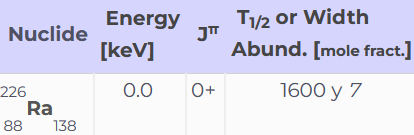 Nuclide Energy [keV] Jπ T1/2 or Width Abund. [mole fract.]
226
88 Ra 138 0.0 0+ 1600 y 7